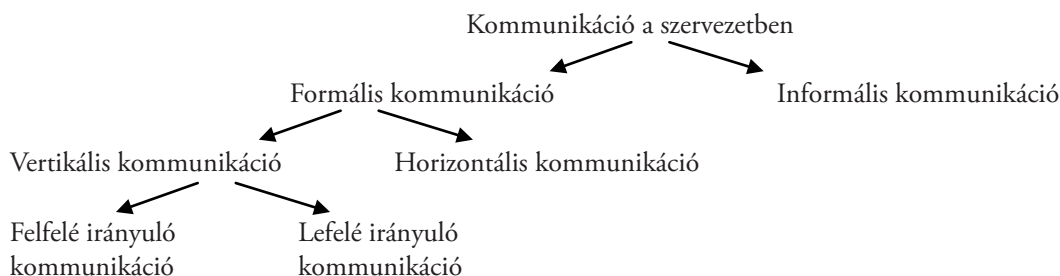 Kommunikáció a szervezetben
Formális kommunikáció
Informális kommunikáció
Vertikális kommunikáció
Horizontális kommunikáció
Felfelé irányuló
kommunikáció
Lefelé irányuló
kommunikáció